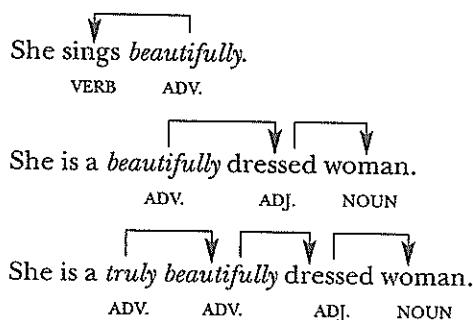 She sings beautifully.
VERB ADV.
She is a beautifully dressed woman.
ADV. ADJ. NOUN
She is a truly beautifully dressed woman.
ADV. ADV. ADJ. NOUN